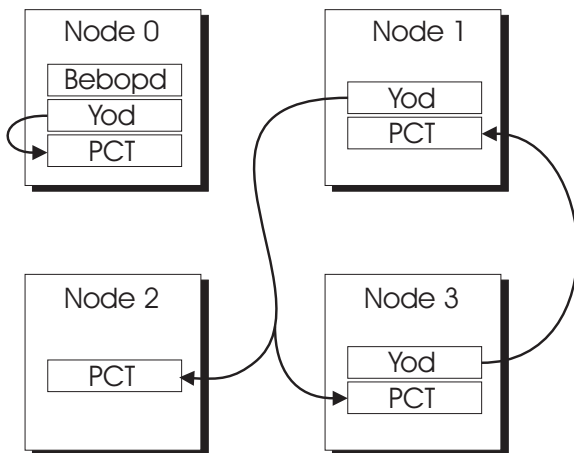 Node 0
Bebopd
Yod
PCT
Node 1
Yod
PCT
Node 2
PCT
Node 3
Yod
PCT